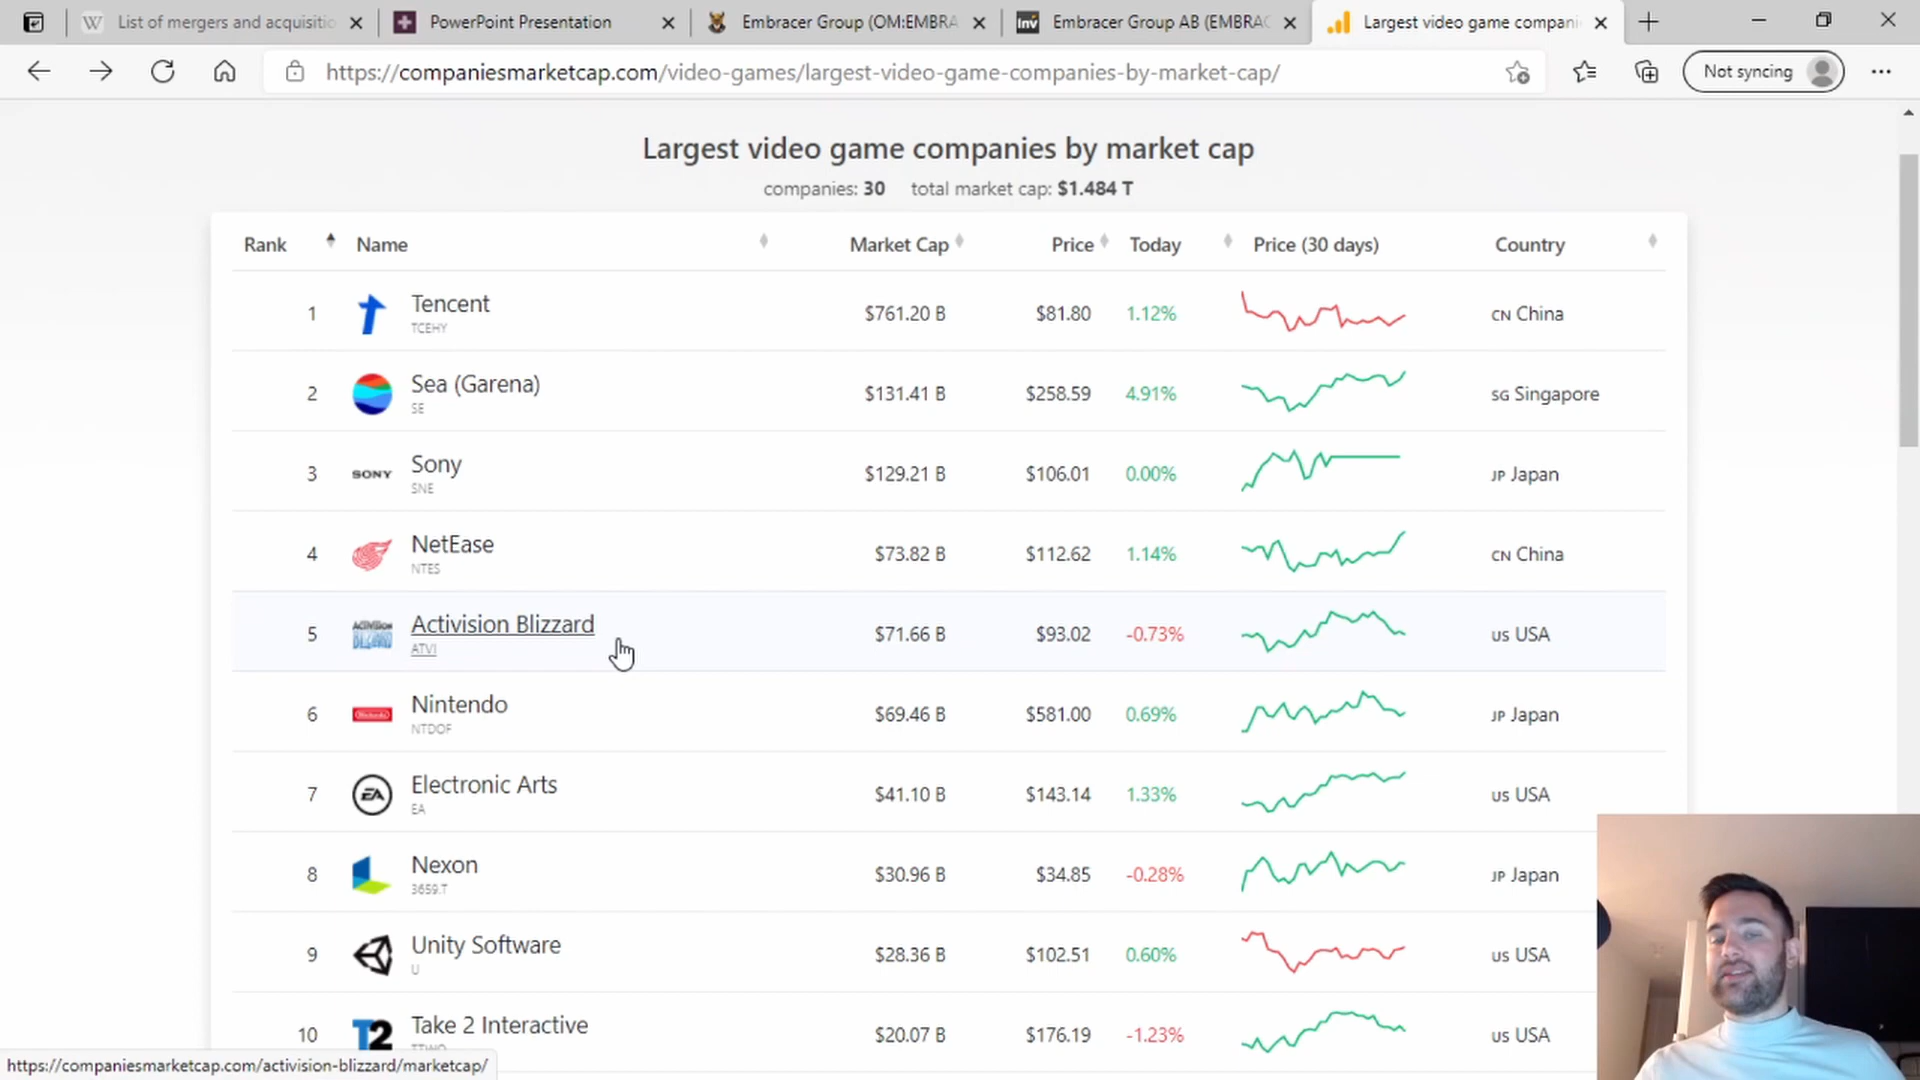 List of mergers and acquisitio
PowerPoint Presentation
Embracer Group (OM:EMBRA
Inv Embracer Group AB (EMBRAC
Largest video game compani
https://companiesmarketcap.com/video-games/largest-video-game-companies-by-market-cap/
Not syncing
Largest video game companies by market cap
companies: 30 total market cap: $1.484 T
Rank Name Market Cap Price Today Price (30 days) Country
1 Tencent $761.20 B $81.80 1.12% CN China
TCEHY
2 Sea (Garena) $131.41 B $258.59 4.91% SG Singapore
SE
3 SONY Sony $129.21 B $106.01 0.00% JP Japan
SNE
4 NetEase $73.82 B $112.62 1.14% CN China
NTES
5 ACTIVISION BLIZZARD Activision Blizzard $71.66 B $93.02 -0.73% US USA
ATVI
6 Nintendo Nintendo $69.46 B $581.00 0.69% JP Japan
NTDOF
7 EA Electronic Arts $41.10 B $143.14 1.33% US USA
EA
8 Nexon $30.96 B $34.85 -0.28% JP Japan
3659.T
9 Unity Software $28.36 B $102.51 0.60% US USA
U
10 T2 Take 2 Interactive $20.07 B $176.19 -1.23% US USA
TTWO
https://companiesmarketcap.com/activision-blizzard/marketcap/